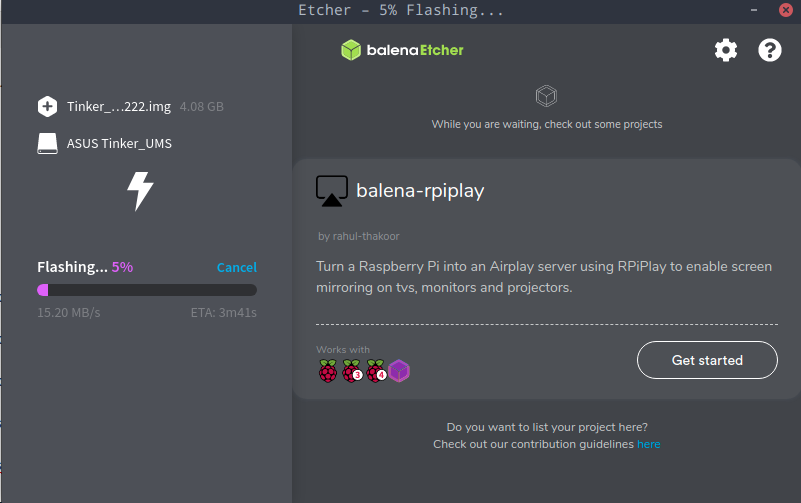 Etcher – 5% Flashing...
balenaEtcher
Tinker_...222.img 4.08 GB
ASUS Tinker_UMS
Flashing... 5% Cancel
15.20 MB/s ETA: 3m41s
While you are waiting, check out some projects
balena-rpiplay
by rahul-thakoor
Turn a Raspberry Pi into an Airplay server using RPiPlay to enable screen
mirroring on tvs, monitors and projectors.
Works with
3 4
Get started
Do you want to list your project here?
Check out our contribution guidelines here